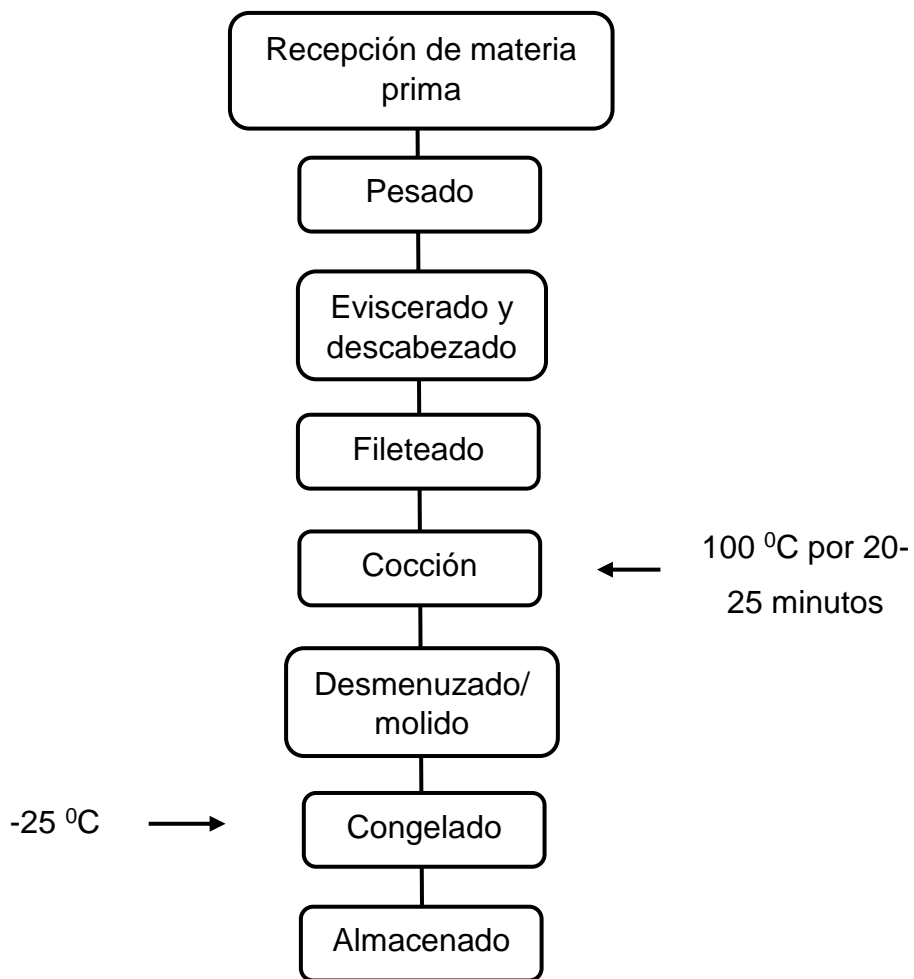 Recepción de materia
prima
Pesado
Eviscerado y
descabezado
Fileteado
Cocción
100 ⁰C por 20-
25 minutos
Desmenuzado/
molido
-25 ⁰C
Congelado
Almacenado